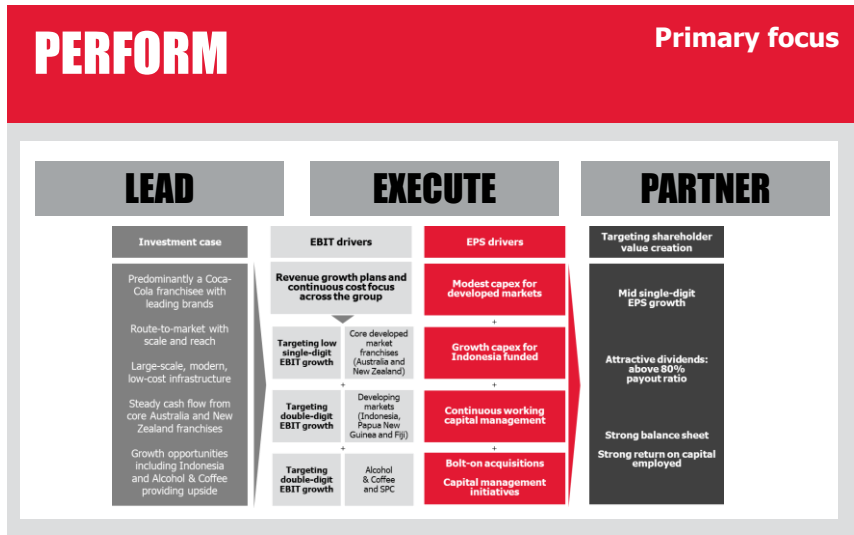 PERFORM
Primary focus
LEAD
EXECUTE
PARTNER
Investment case
Predominantly a Coca-
Cola franchisee with
leading brands
Route-to-market with
scale and reach
Large-scale, modern,
low-cost infrastructure
Steady cash flow from
core Australia and New
Zealand franchises
Growth opportunities
including Indonesia
and Alcohol & Coffee
providing upside
EBIT drivers
Revenue growth plans and
continuous cost focus
across the group
Targeting low
single-digit
EBIT growth
Core developed
market
franchises
(Australia and
New Zealand)
+
Targeting
double-digit
EBIT growth
Developing
markets
(Indonesia,
Papua New
Guinea and Fiji)
+
Targeting
double-digit
EBIT growth
Alcohol
& Coffee
and SPC
EPS drivers
Modest capex for
developed markets
+
Growth capex for
Indonesia funded
+
Continuous working
capital management
+
Bolt-on acquisitions
Capital management
initiatives
Targeting shareholder
value creation
Mid single-digit
EPS growth
Attractive dividends:
above 80%
payout ratio
Strong balance sheet
Strong return on capital
employed